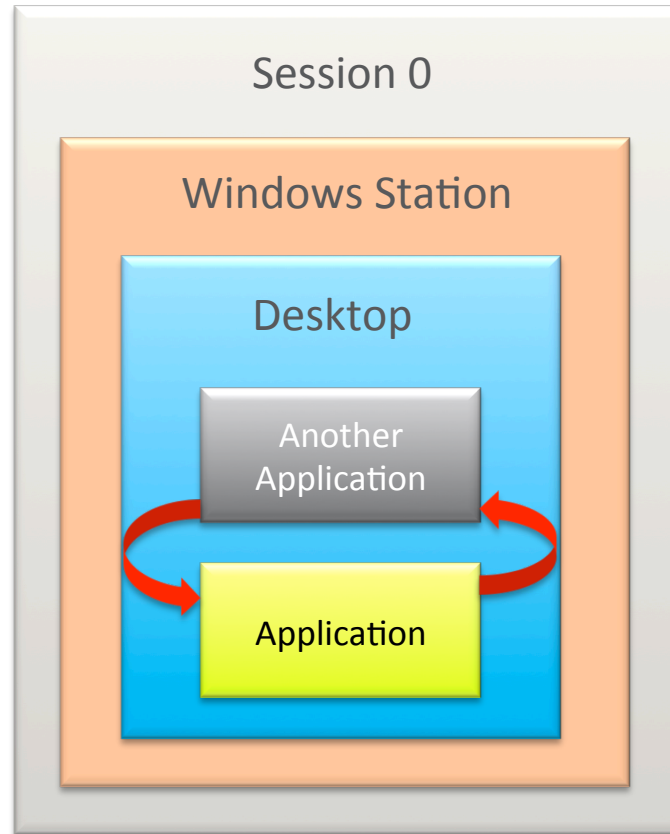 Session 0
Windows Station
Desktop
Another
Application
Application